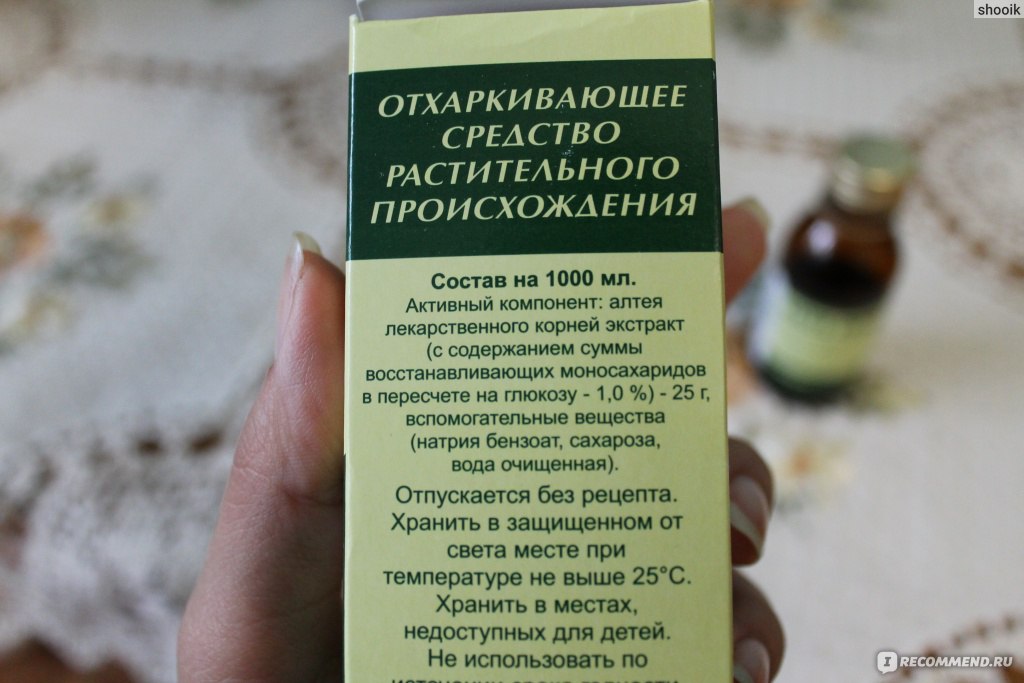 shooik
ОТХАРКИВАЮЩЕЕ
СРЕДСТВО
РАСТИТЕЛЬНОГО
ПРОИСХОЖДЕНИЯ
Состав на 1000 мл.
Активный компонент: алтея
лекарственного корней экстракт
(с содержанием суммы
восстанавливающих моносахаридов
в пересчете на глюкозу - 1,0 %) - 25 г,
вспомогательные вещества
(натрия бензоат, сахароза,
вода очищенная).
Отпускается без рецепта.
Хранить в защищенном от
света месте при
температуре не выше 25°С.
Хранить в местах,
недоступных для детей.
Не использовать по
I RECOMMEND.RU